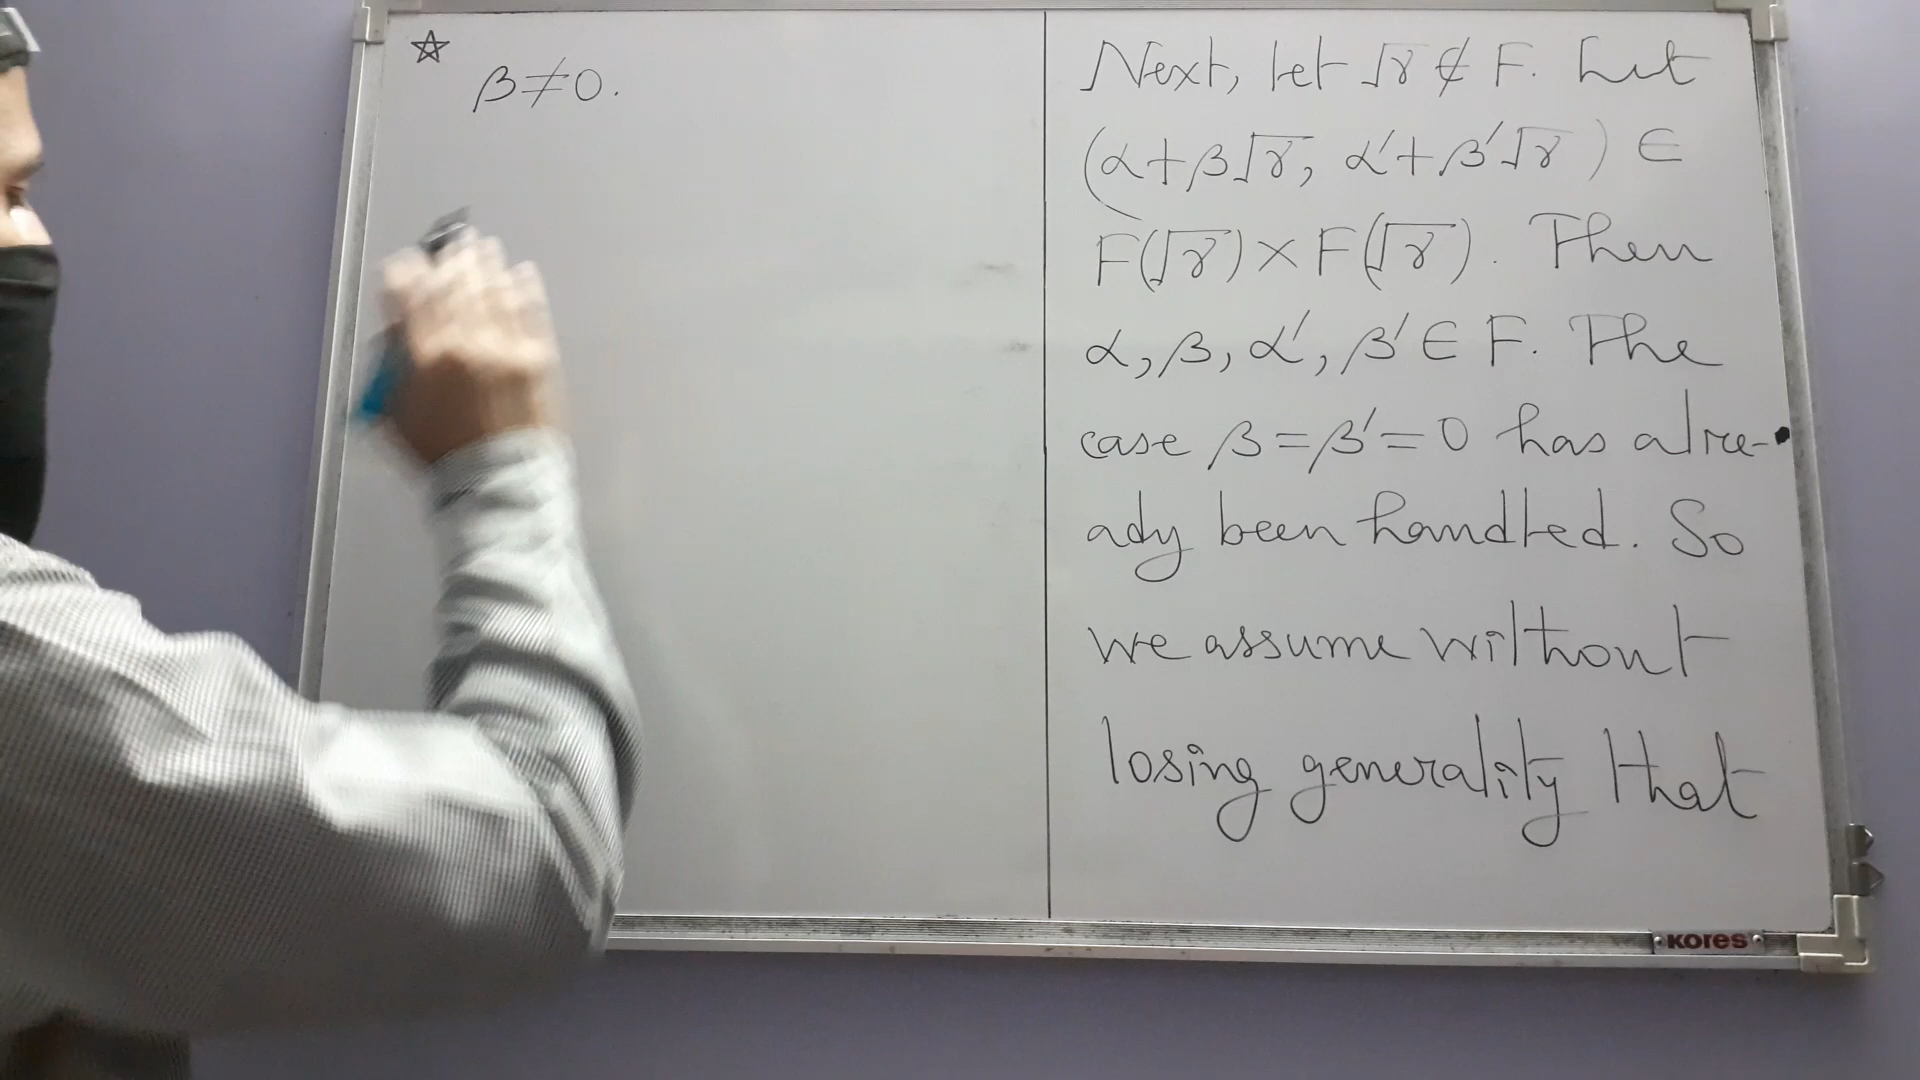 ☆ β≠0.
Next, let √γ ∉ F. Let
(α+β√γ, α'+β'√γ) ∈
F(√γ)×F(√γ). Then
α, β, α', β' ∈ F. The
case β=β'=0 has alre-
ady been handled. So
we assume without
losing generality that
KORES